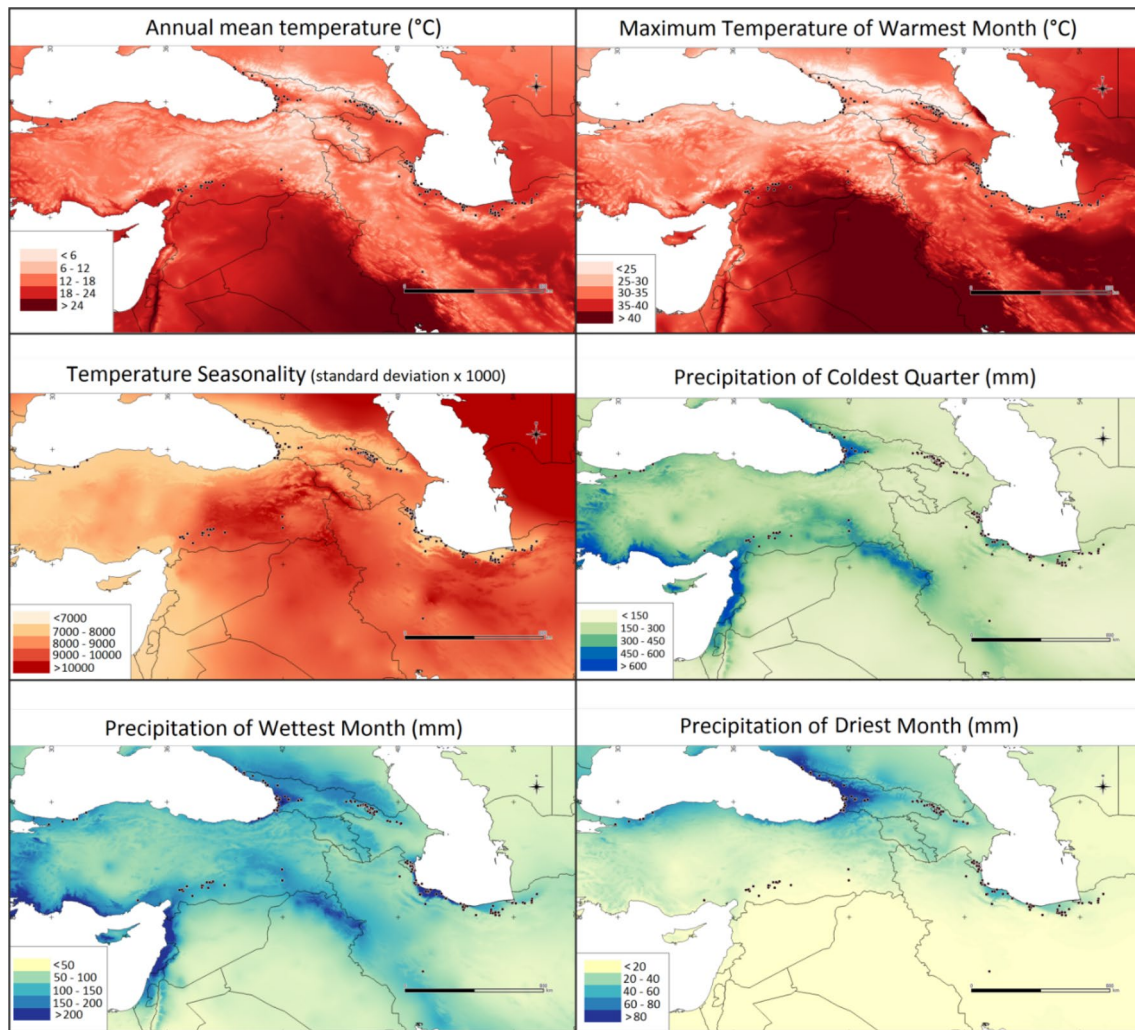 Annual mean temperature (°C)
< 6
6 - 12
12 - 18
18 - 24
> 24
Maximum Temperature of Warmest Month (°C)
<25
25-30
30-35
35-40
> 40
Temperature Seasonality (standard deviation x 1000)
<7000
7000 - 8000
8000 - 9000
9000 - 10000
>10000
Precipitation of Coldest Quarter (mm)
< 150
150 - 300
300 - 450
450 - 600
> 600
Precipitation of Wettest Month (mm)
<50
50 - 100
100 - 150
150 - 200
>200
Precipitation of Driest Month (mm)
<20
20 - 40
40 - 60
60 - 80
>80